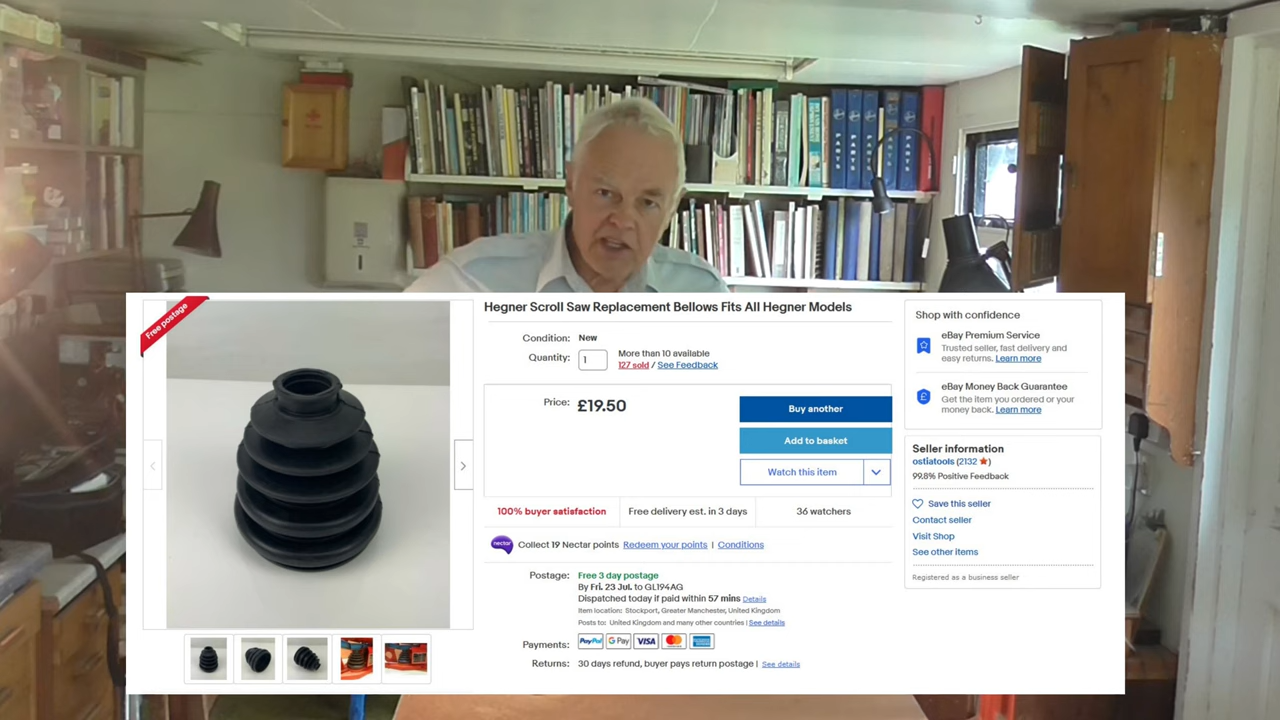 PARTS
PARTS
PARTS
PARTS
PARTS
Free postage
Hegner Scroll Saw Replacement Bellows Fits All Hegner Models
Condition: New
Quantity: 1
More than 10 available
127 sold / See Feedback
Price: £19.50
Buy another
Add to basket
Watch this item
100% buyer satisfaction
Free delivery est. in 3 days
36 watchers
nectar
Collect 19 Nectar points Redeem your points | Conditions
Postage: Free 3 day postage
By Fri. 23 Jul. to GL194AG
Dispatched today if paid within 57 mins Details
Item location: Stockport, Greater Manchester, United Kingdom
Posts to: United Kingdom and many other countries | See details
Payments: PayPal G Pay VISA
Returns: 30 days refund, buyer pays return postage | See details
Shop with confidence
eBay Premium Service
Trusted seller, fast delivery and
easy returns. Learn more
eBay Money Back Guarantee
Get the item you ordered or your
money back. Learn more
Seller information
ostiatools (2132 ★)
99.8% Positive Feedback
Save this seller
Contact seller
Visit Shop
See other items
Registered as a business seller